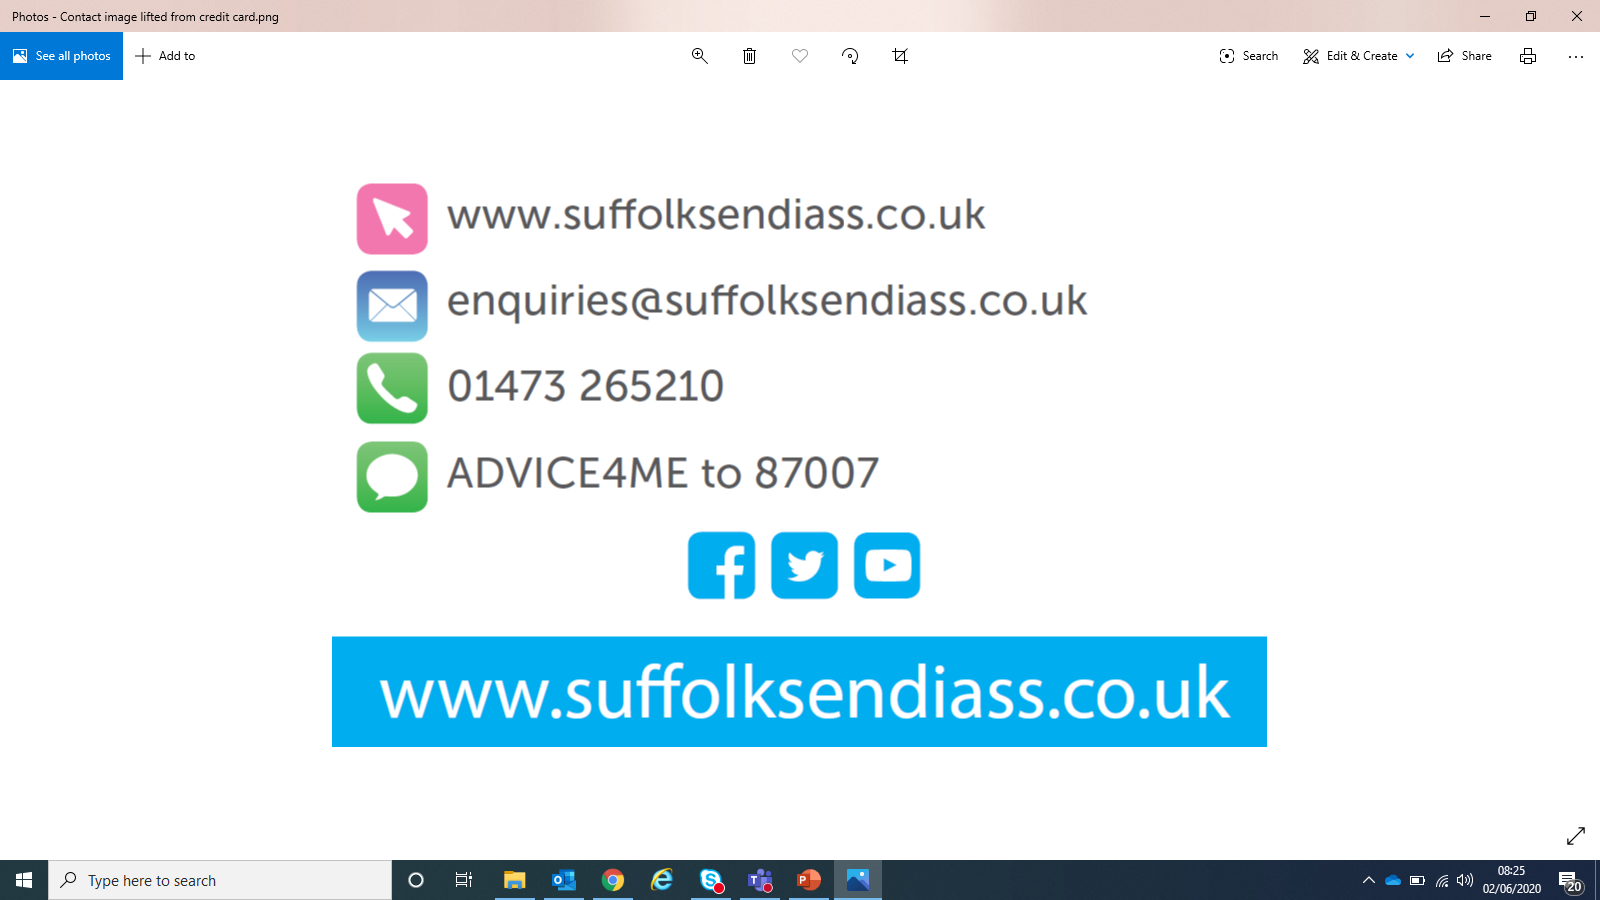 Photos - Contact image lifted from credit card.png
See all photos
Add to
Search
Edit & Create
Share
www.suffolksendiass.co.uk
enquiries@suffolksendiass.co.uk
01473 265210
ADVICE4ME to 87007
www.suffolksendiass.co.uk
Type here to search
08:25
02/06/2020
20